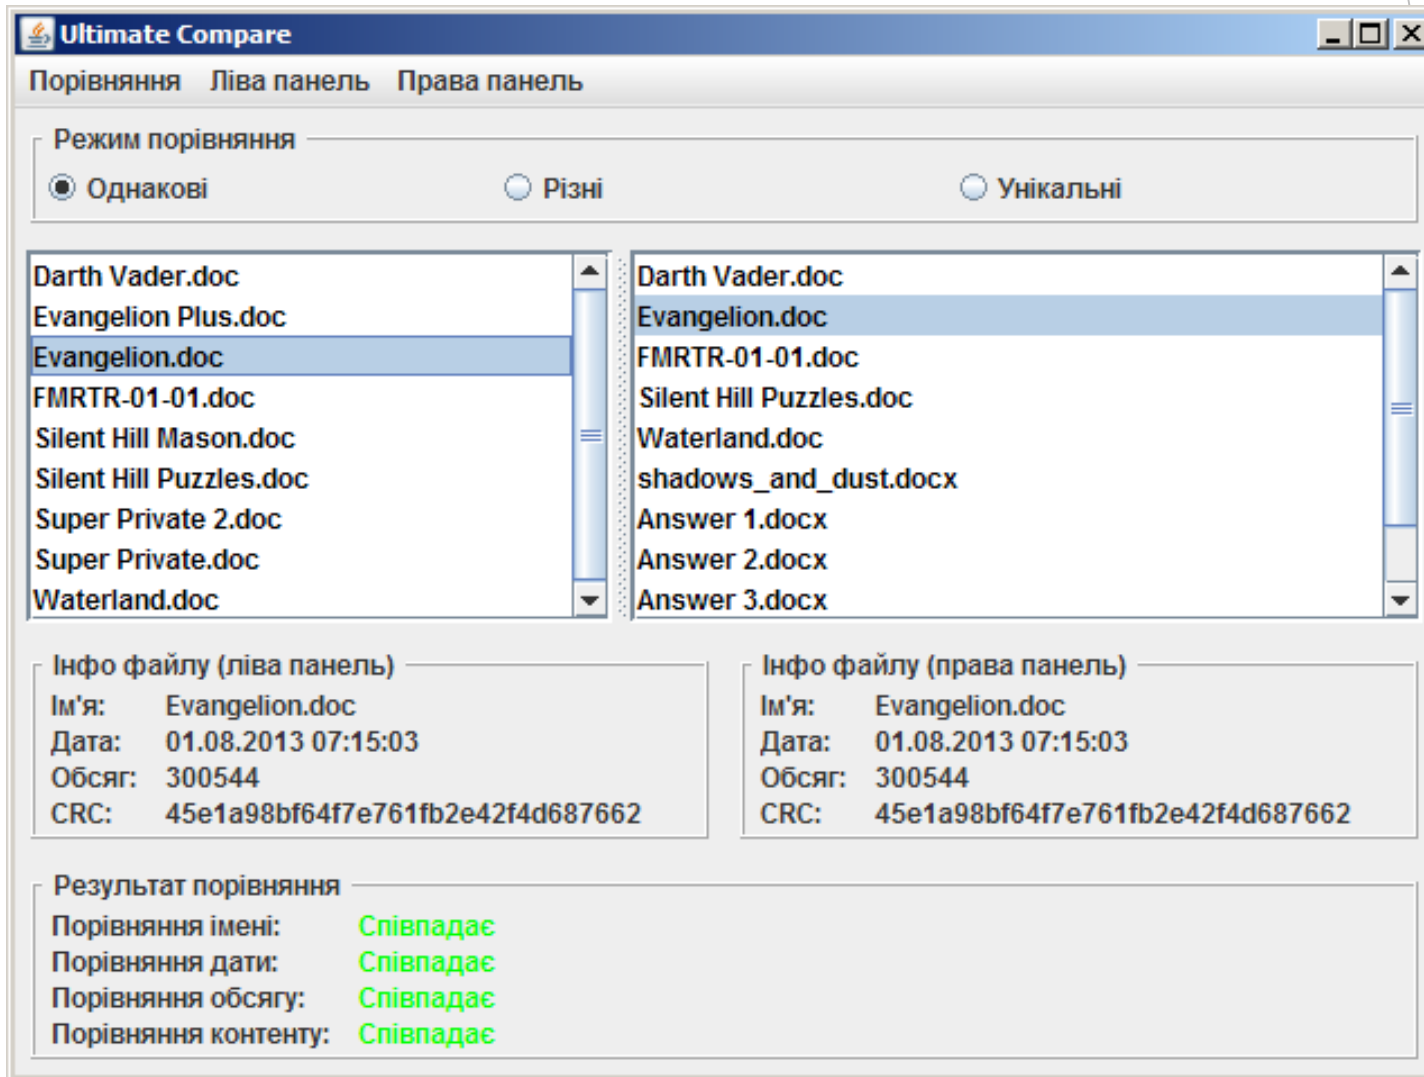 Ultimate Compare
Порівняння Ліва панель Права панель
Режим порівняння
Однакові Різні Унікальні
Darth Vader.doc
Evangelion Plus.doc
Evangelion.doc
FMRTR-01-01.doc
Silent Hill Mason.doc
Silent Hill Puzzles.doc
Super Private 2.doc
Super Private.doc
Waterland.doc
Darth Vader.doc
Evangelion.doc
FMRTR-01-01.doc
Silent Hill Puzzles.doc
Waterland.doc
shadows_and_dust.docx
Answer 1.docx
Answer 2.docx
Answer 3.docx
Інфо файлу (ліва панель)
Ім'я: Evangelion.doc
Дата: 01.08.2013 07:15:03
Обсяг: 300544
CRC: 45e1a98bf64f7e761fb2e42f4d687662
Інфо файлу (права панель)
Ім'я: Evangelion.doc
Дата: 01.08.2013 07:15:03
Обсяг: 300544
CRC: 45e1a98bf64f7e761fb2e42f4d687662
Результат порівняння
Порівняння імені: Співпадає
Порівняння дати: Співпадає
Порівняння обсягу: Співпадає
Порівняння контенту: Співпадає